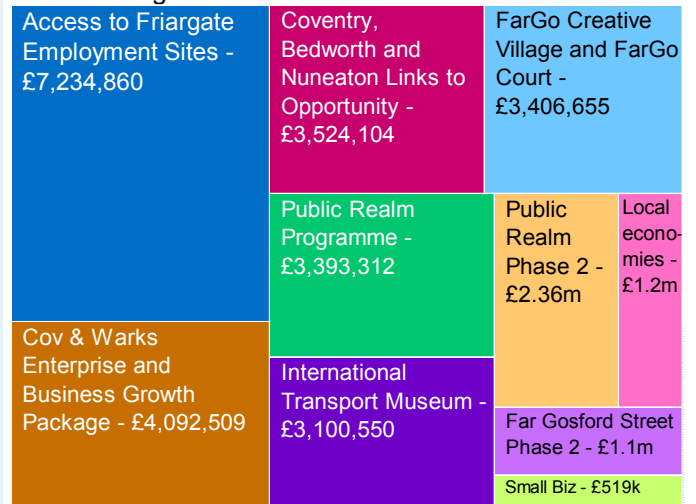 Access to Friargate
Employment Sites -
£7,234,860
Coventry,
Bedworth and
Nuneaton Links to
Opportunity -
£3,524,104
FarGo Creative
Village and FarGo
Court -
£3,406,655
Public Realm
Programme -
£3,393,312
Public
Realm
Phase 2 -
£2.36m
Local
econo-
mies -
£1.2m
Cov & Warks
Enterprise and
Business Growth
Package - £4,092,509
International
Transport Museum -
£3,100,550
Far Gosford Street
Phase 2 - £1.1m
Small Biz - £519k